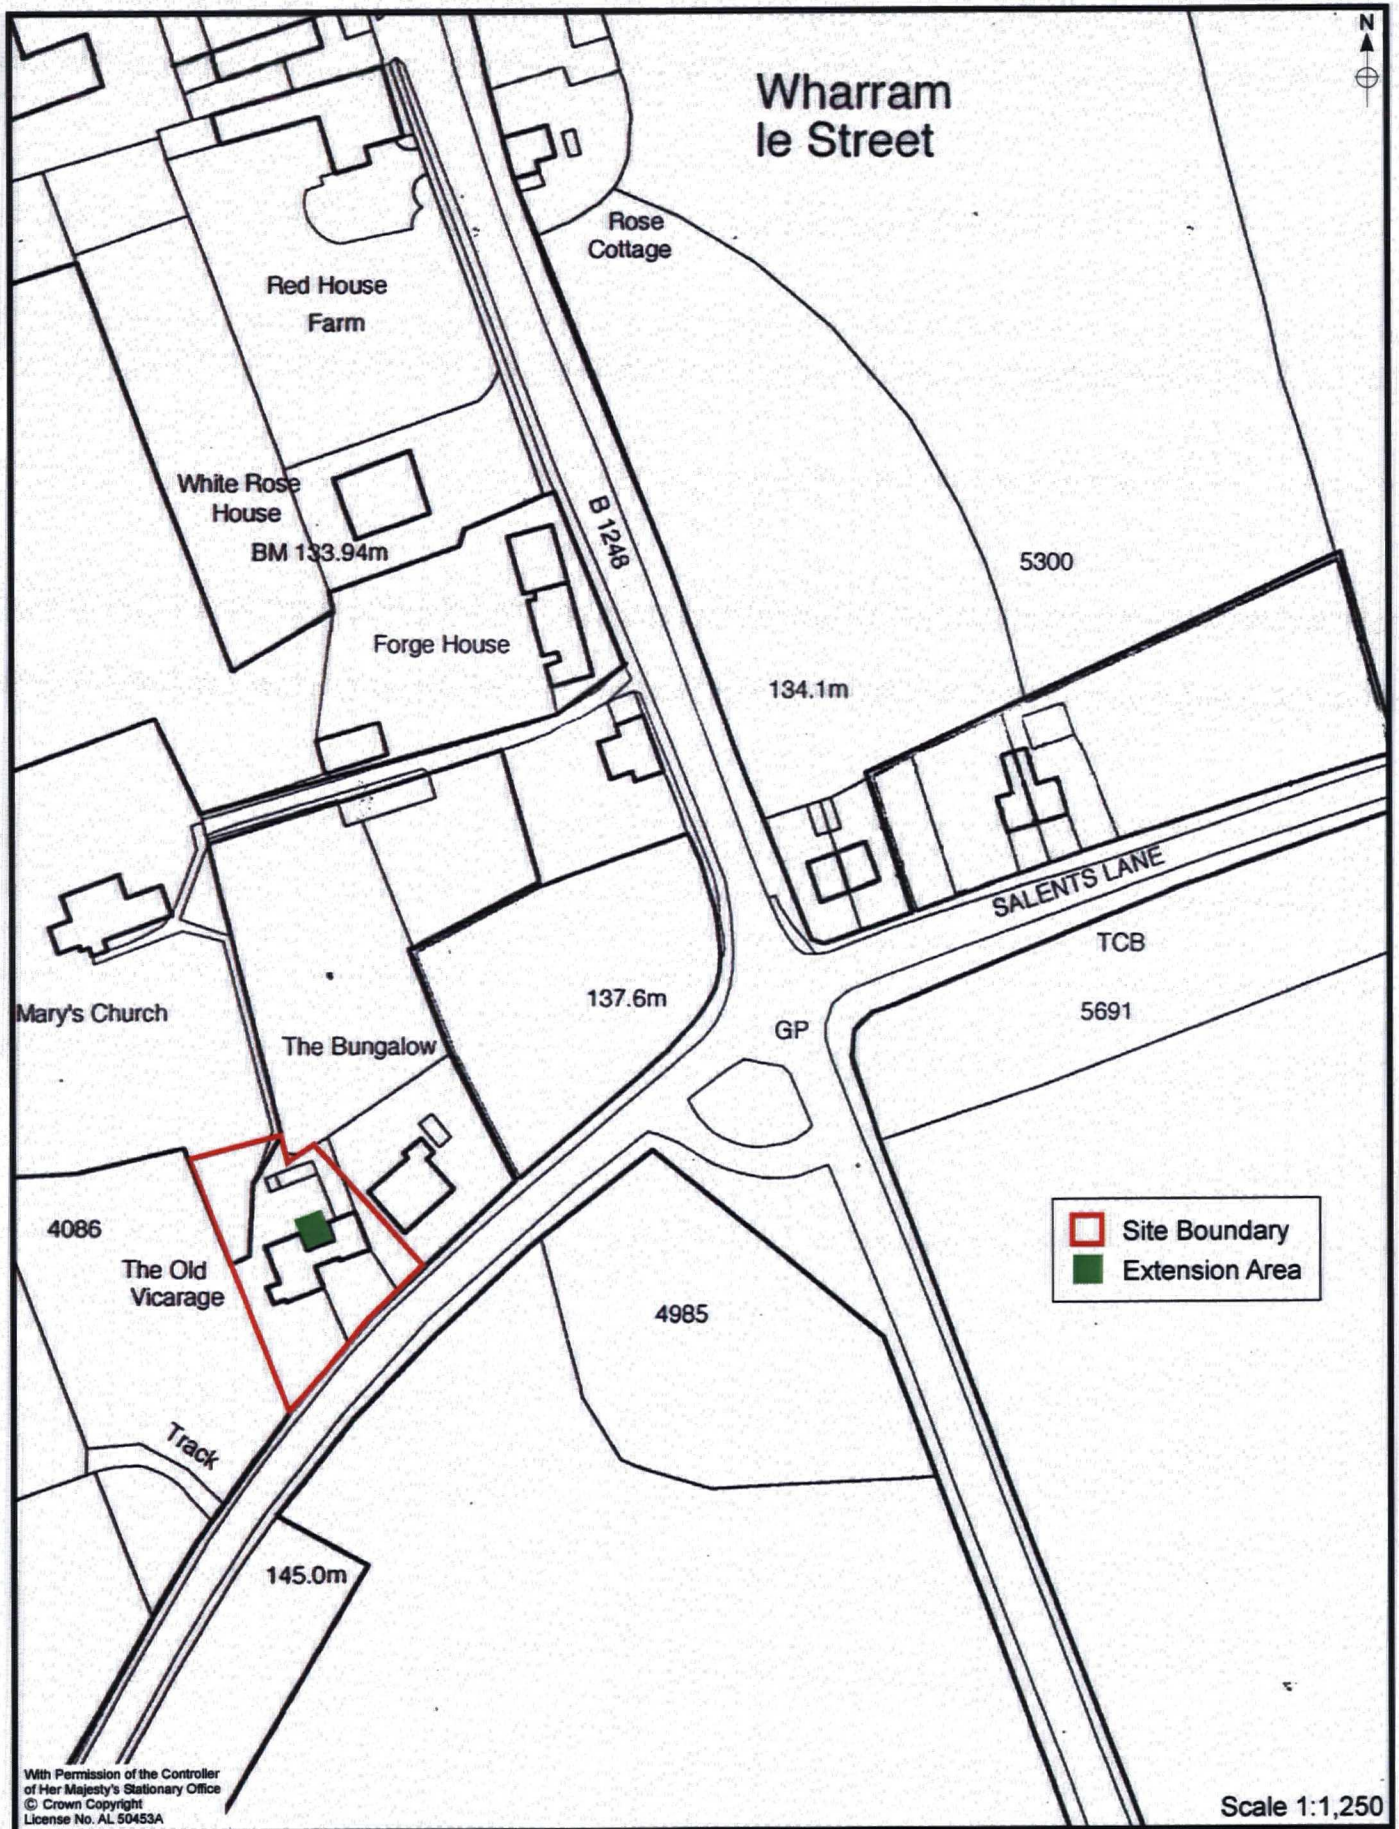 N
Wharram
le Street
Rose
Cottage
Red House
Farm
White Rose
House
BM 133.94m
B 1248
5300
Forge House
134.1m
SALENTS LANE
TCB
137.6m
Mary's Church
5691
GP
The Bungalow
4086
Site Boundary
Extension Area
The Old
Vicarage
4985
Track
145.0m
With Permission of the Controller
of Her Majesty's Stationary Office
© Crown Copyright
License No. AL 50453A
Scale 1:1,250